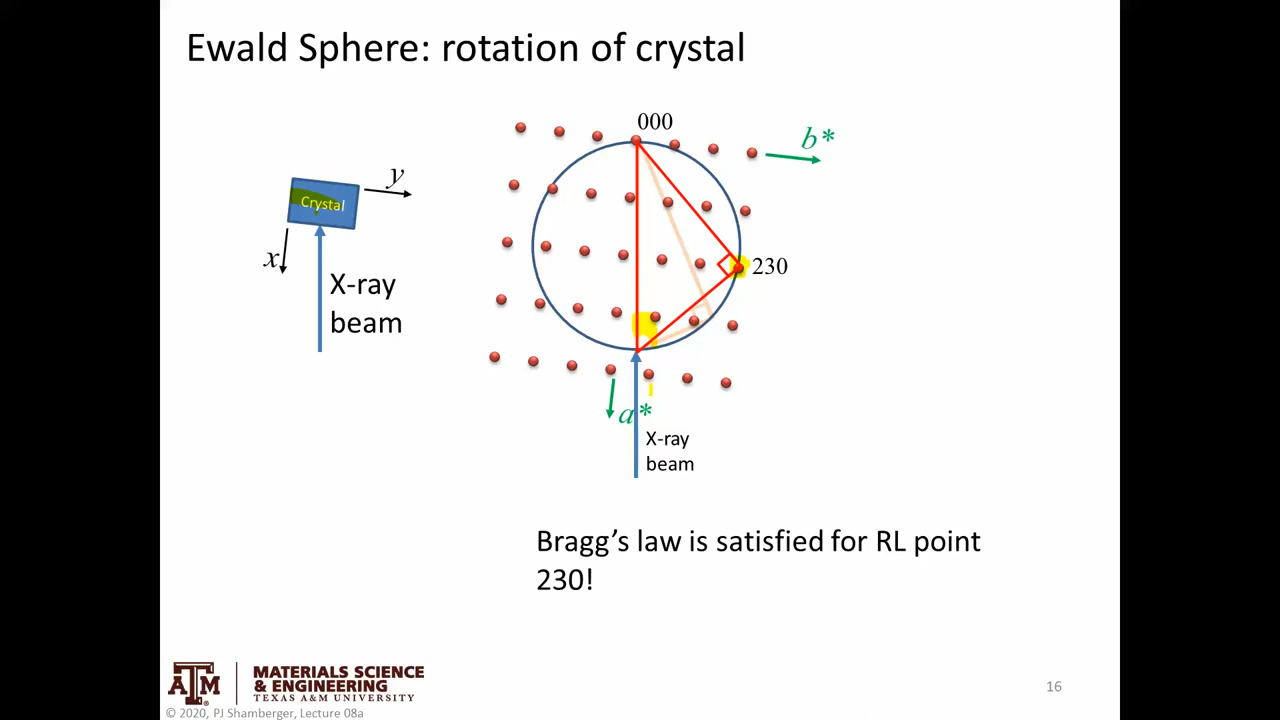 Ewald Sphere: rotation of crystal
000
b*
y
Crystal
x
X-ray
beam
230
a*
X-ray
beam
Bragg’s law is satisfied for RL point
230!
ATM
MATERIALS SCIENCE
& ENGINEERING
TEXAS A&M UNIVERSITY
© 2020, PJ Shamberger, Lecture 08a
16